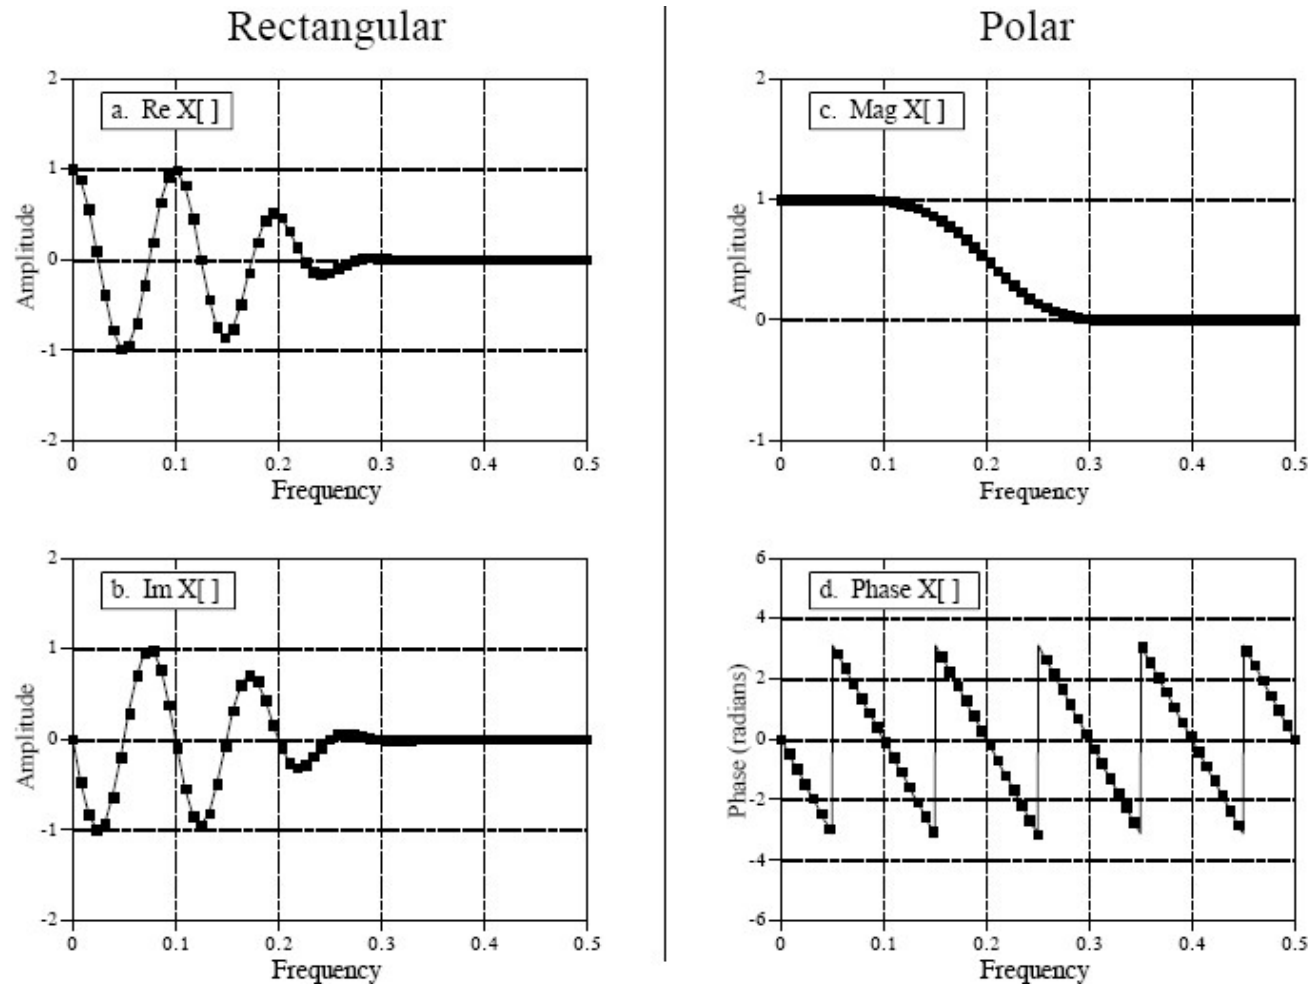 Rectangular
a. Re X[ ]
Amplitude
2
1
0
-1
-2
0 0.1 0.2 0.3 0.4 0.5
Frequency
b. Im X[ ]
Amplitude
2
1
0
-1
-2
0 0.1 0.2 0.3 0.4 0.5
Frequency
Polar
c. Mag X[ ]
Amplitude
2
1
0
-1
0 0.1 0.2 0.3 0.4 0.5
Frequency
d. Phase X[ ]
Phase (radians)
6
4
2
0
-2
-4
-6
0 0.1 0.2 0.3 0.4 0.5
Frequency